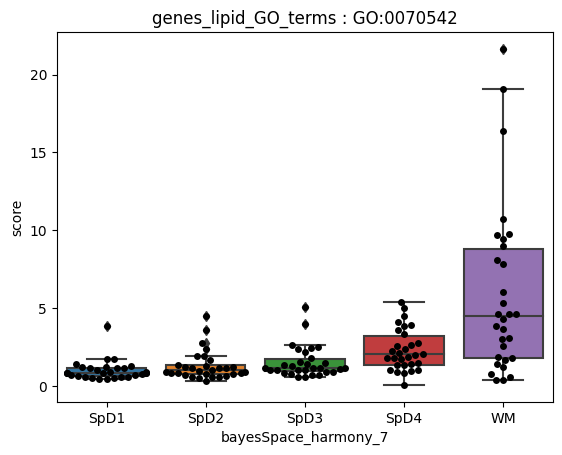 genes_lipid_GO_terms : GO:0070542
score
20
15
10
5
0
SpD1 SpD2 SpD3 SpD4 WM
bayesSpace_harmony_7